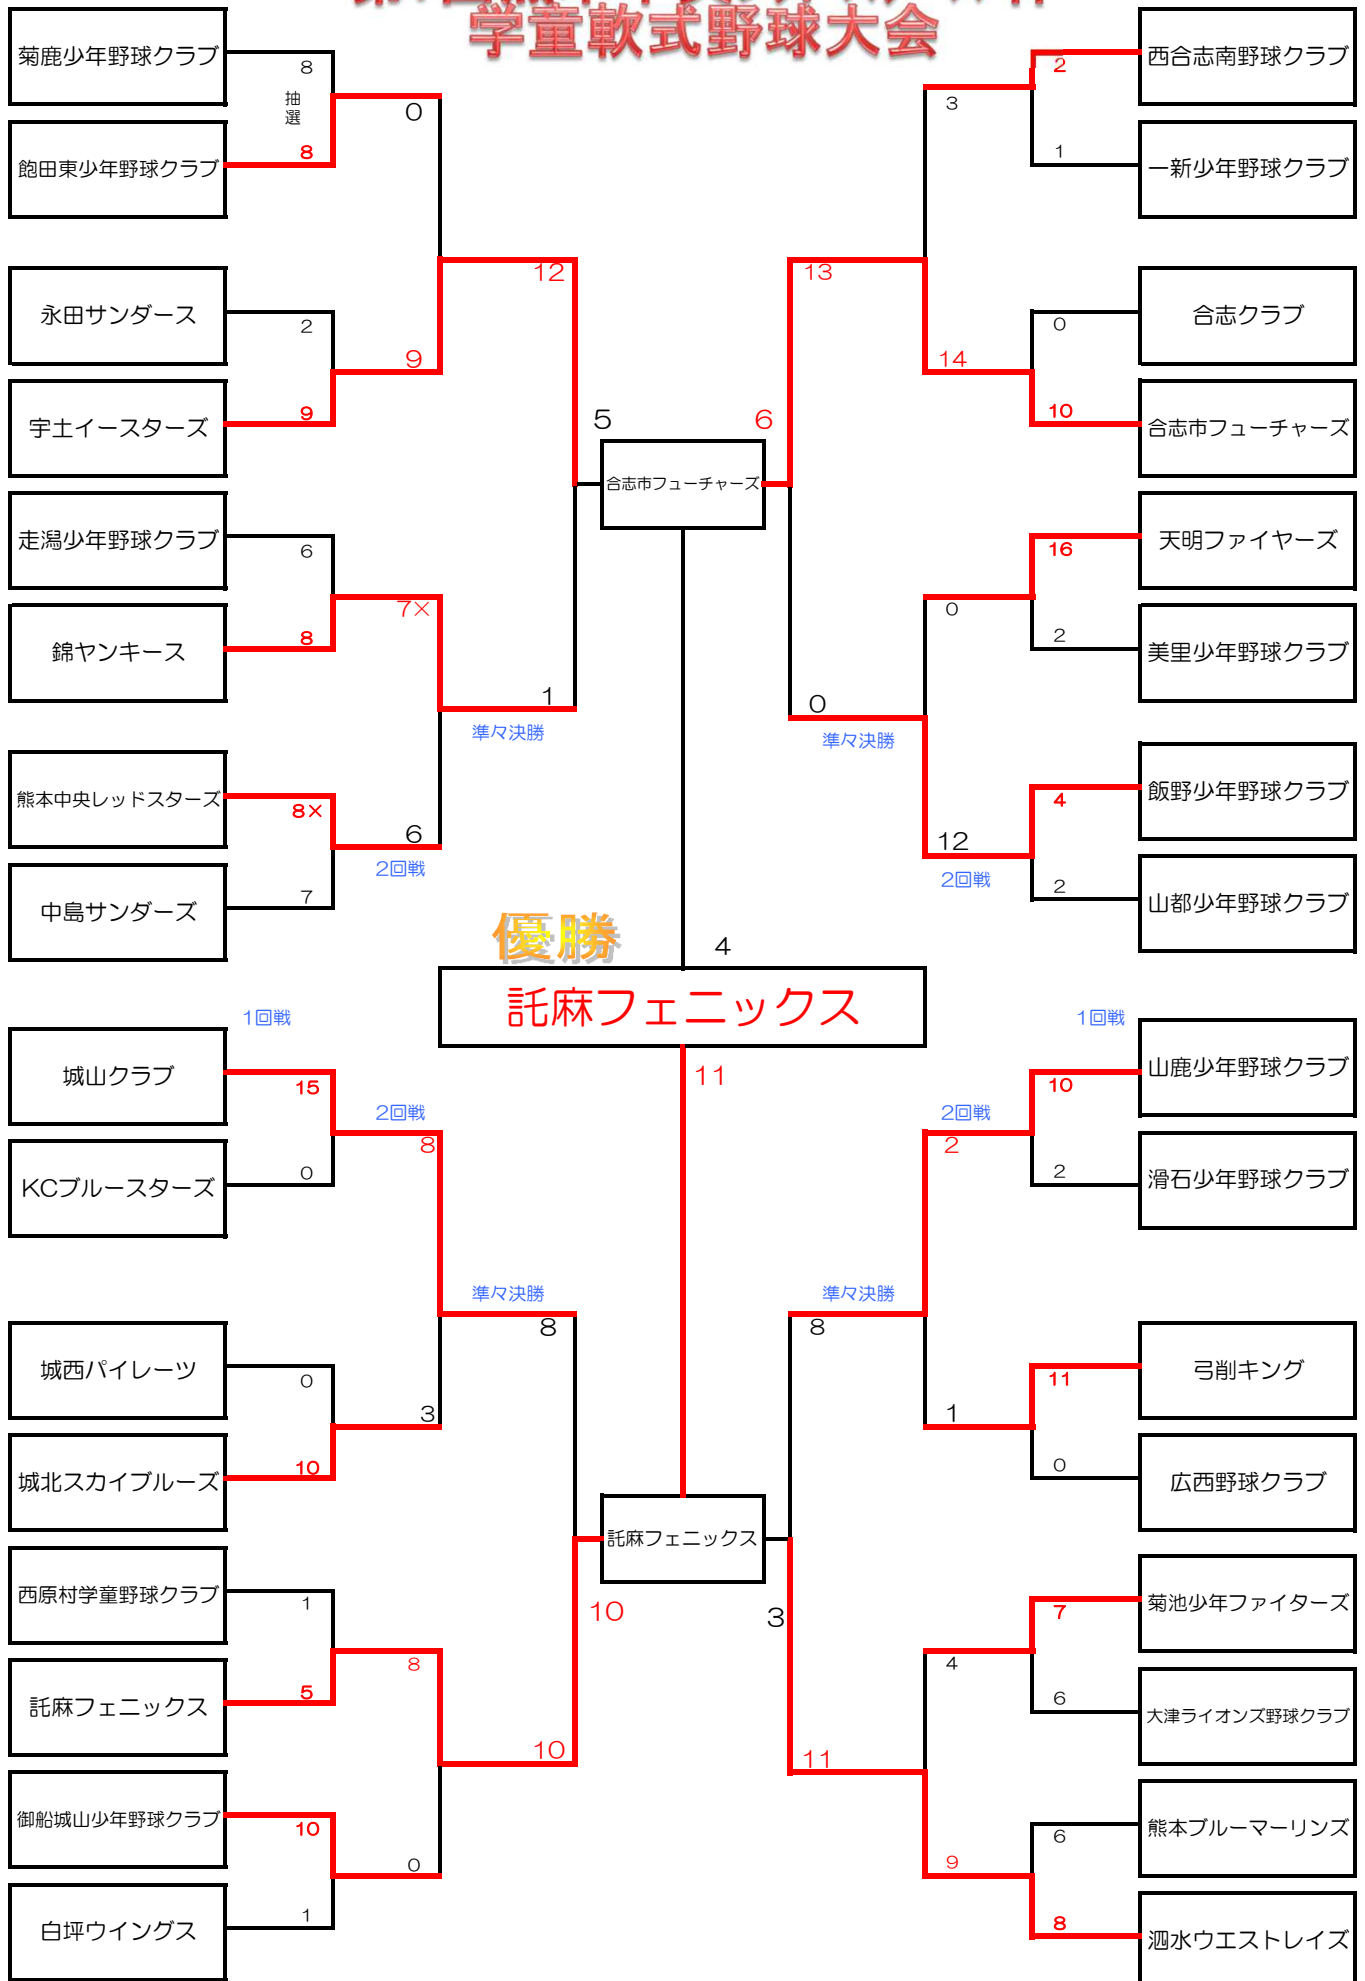 学童軟式野球大会
菊鹿少年野球クラブ
8
抽選
8
飽田東少年野球クラブ
0
永田サンダース
2
9
宇土イースターズ
9
12
走潟少年野球クラブ
6
8
錦ヤンキース
7×
1
準々決勝
熊本中央レッドスターズ
8×
7
中島サンダーズ
6
2回戦
5
6
合志市フューチャーズ
西合志南野球クラブ
2
1
一新少年野球クラブ
3
13
合志クラブ
0
10
合志市フューチャーズ
14
天明ファイヤーズ
16
2
美里少年野球クラブ
0
0
準々決勝
飯野少年野球クラブ
4
2
山都少年野球クラブ
12
2回戦
優勝
4
託麻フェニックス
11
1回戦
城山クラブ
15
0
KCブルースターズ
2回戦
8
準々決勝
8
城西パイレーツ
0
10
城北スカイブルーズ
3
西原村学童野球クラブ
1
5
託麻フェニックス
8
10
御船城山少年野球クラブ
10
1
白坪ウイングス
0
託麻フェニックス
10
3
1回戦
山鹿少年野球クラブ
10
2
滑石少年野球クラブ
2回戦
2
準々決勝
8
弓削キング
11
0
広西野球クラブ
1
菊池少年ファイターズ
7
6
大津ライオンズ野球クラブ
4
11
熊本ブルーマーリンズ
6
8
泗水ウエストレイズ
9